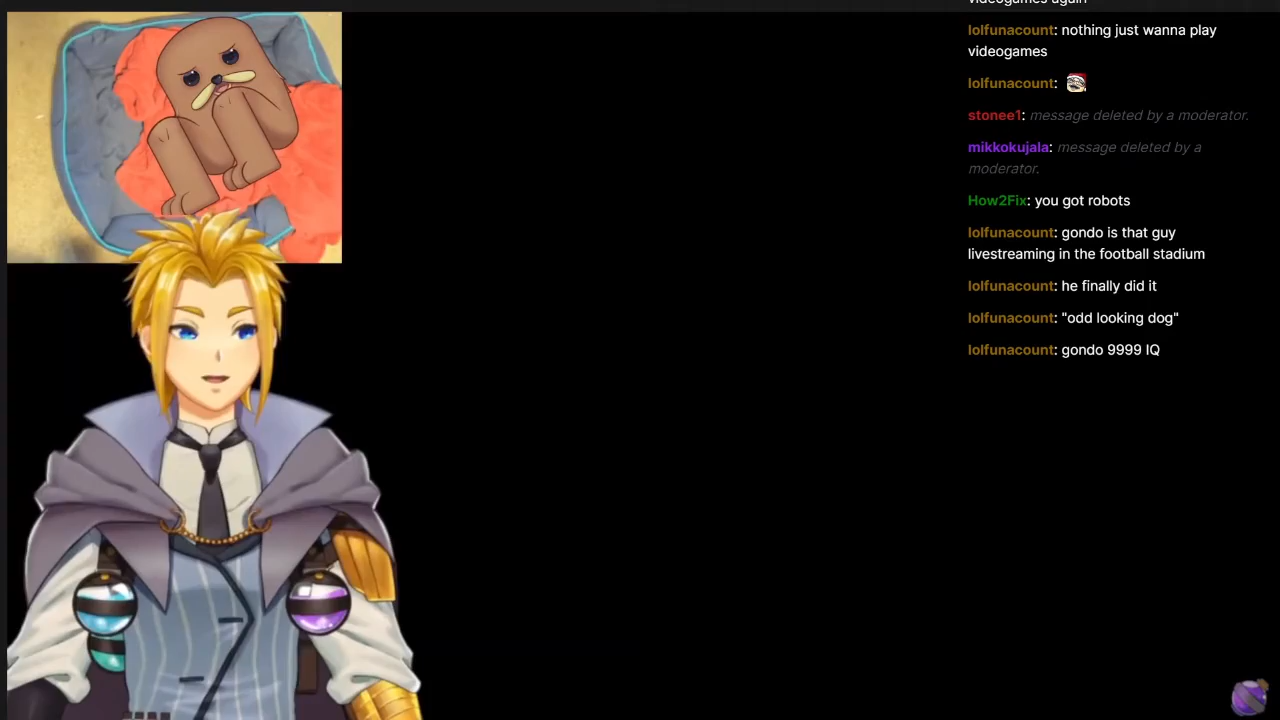 videogames again
lolfunacount: nothing just wanna play
videogames
lolfunacount:
stonee1: message deleted by a moderator.
mikkokujala: message deleted by a
moderator.
How2Fix: you got robots
lolfunacount: gondo is that guy
livestreaming in the football stadium
lolfunacount: he finally did it
lolfunacount: "odd looking dog"
lolfunacount: gondo 9999 IQ